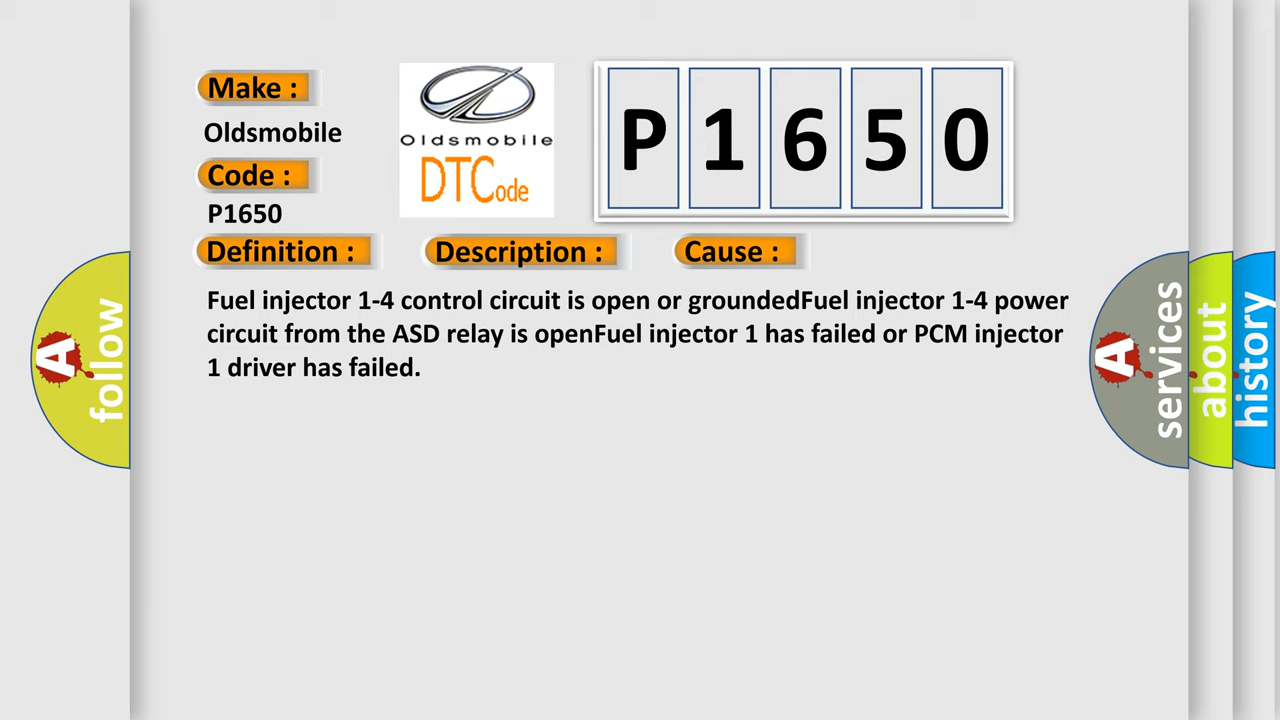 Make :
Oldsmobile
Code :
P1650
Oldsmobile
DTCode
P 1 6 5 0
Definition :
Description :
Cause :
Fuel injector 1-4 control circuit is open or groundedFuel injector 1-4 power
circuit from the ASD relay is openFuel injector 1 has failed or PCM injector
1 driver has failed.
A follow
A services
about
history